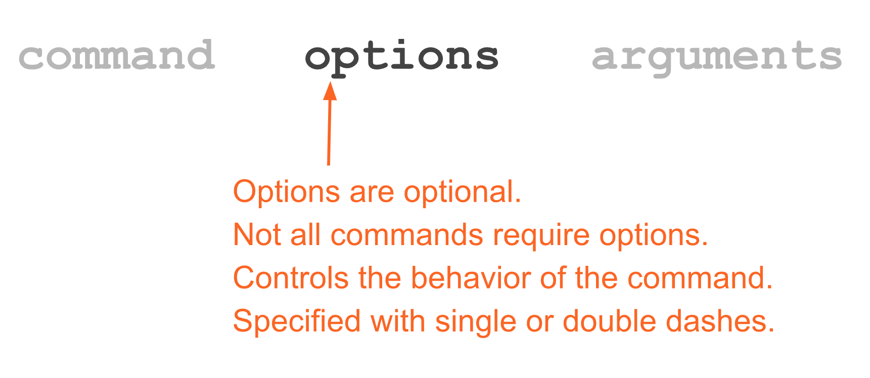 command options arguments
Options are optional.
Not all commands require options.
Controls the behavior of the command.
Specified with single or double dashes.